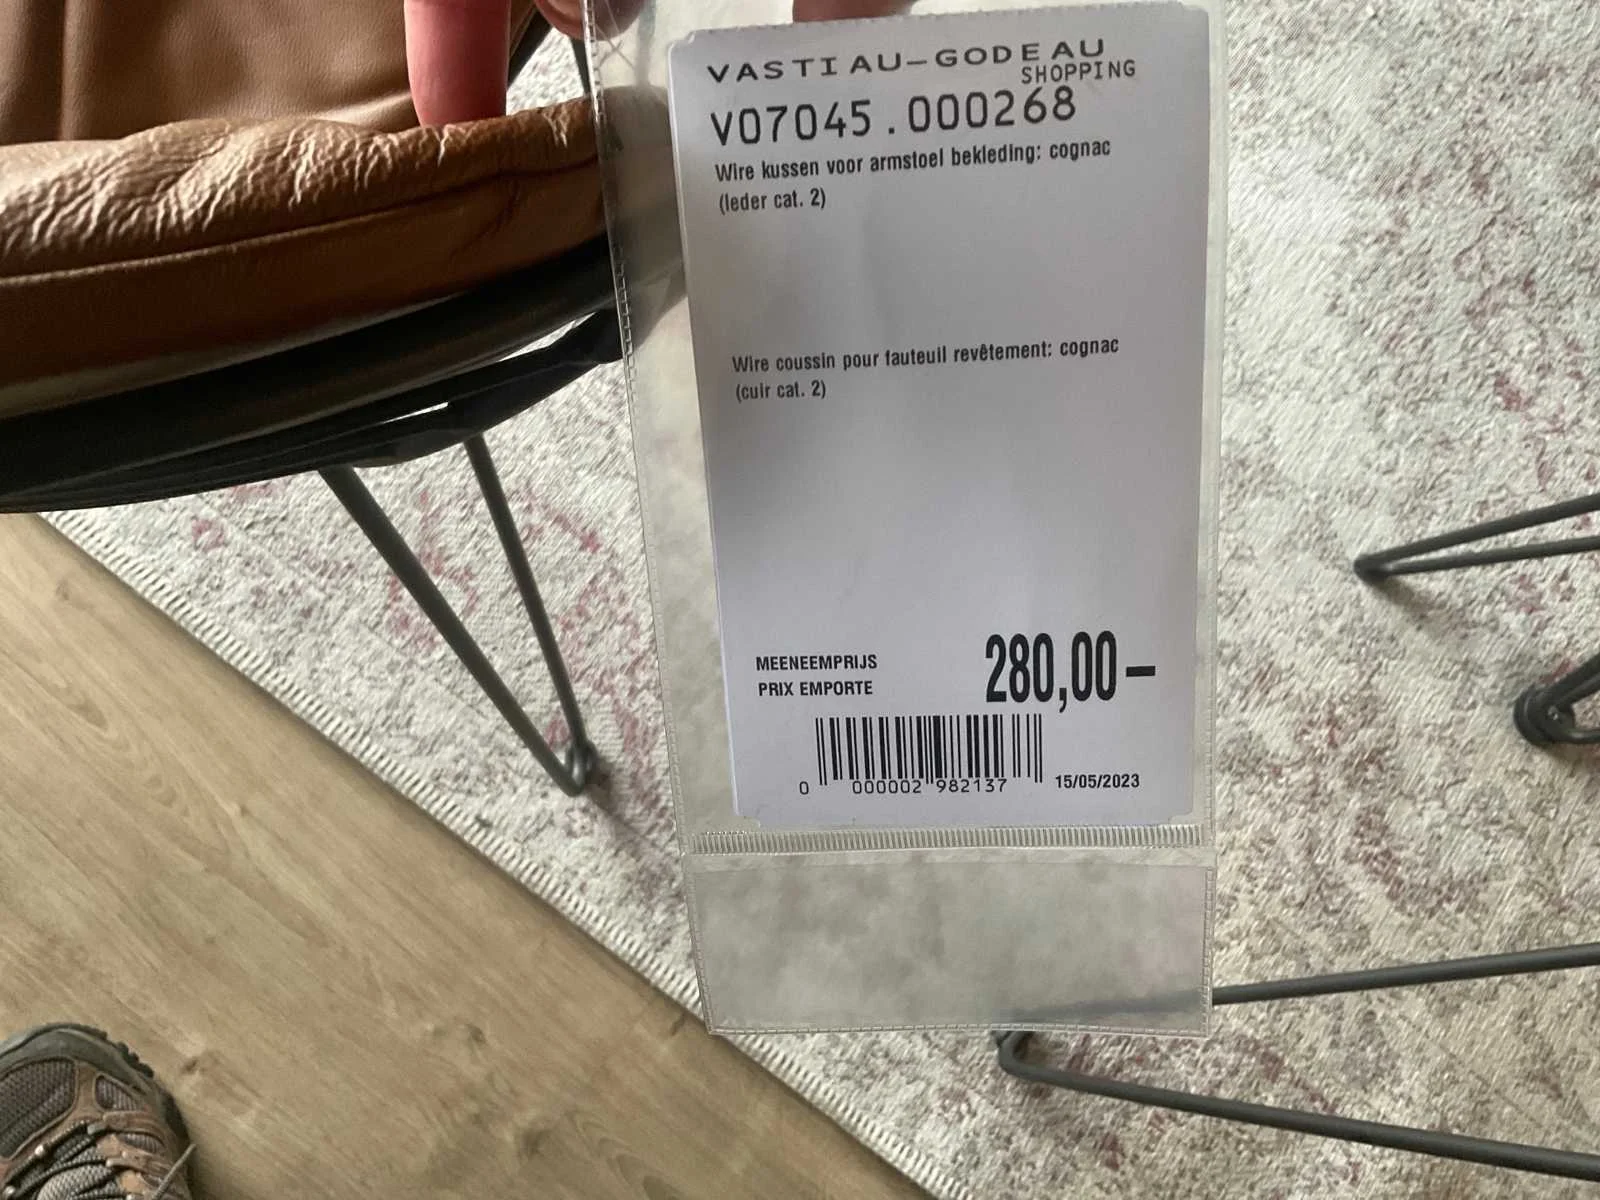 VASTIAU-GODEAU
SHOPPING
V07045.000268
Wire kussen voor armstoel bekleding: cognac
(leder cat. 2)
Wire coussin pour fauteuil revêtement: cognac
(cuir cat. 2)
MEENEEMPRIJS 280,00-
PRIX EMPORTE
0 000002 982137 15/05/2023